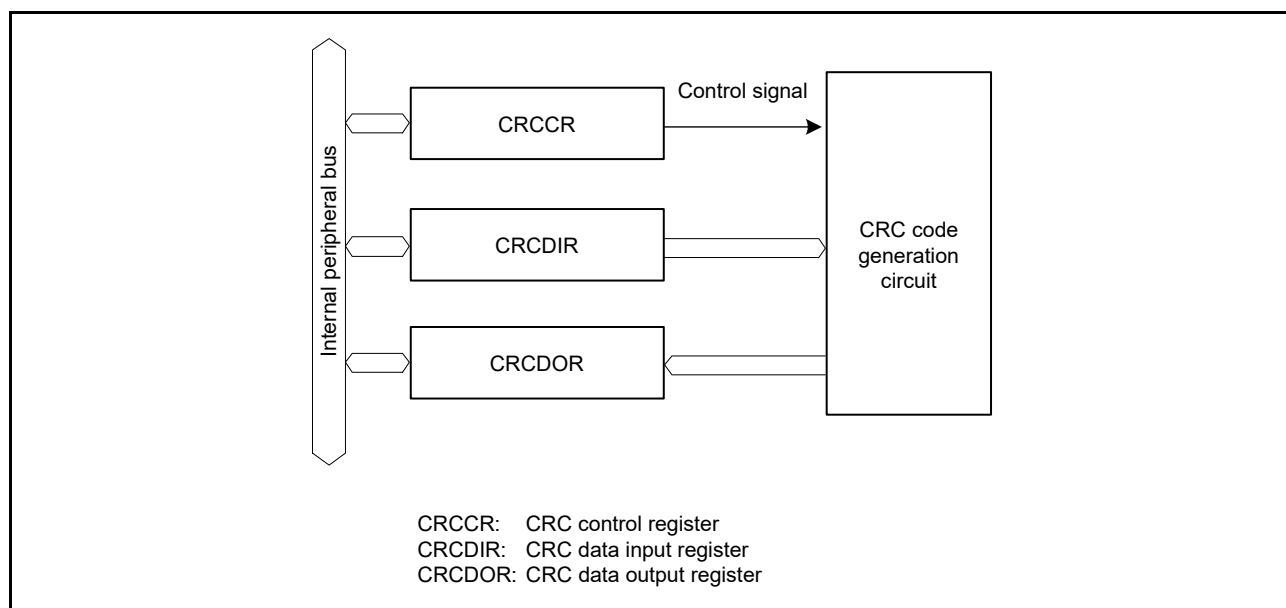 Internal peripheral bus
CRCCR
Control signal
CRCDIR
CRCDOR
CRC code
generation
circuit
CRCCR: CRC control register
CRCDIR: CRC data input register
CRCDOR: CRC data output register